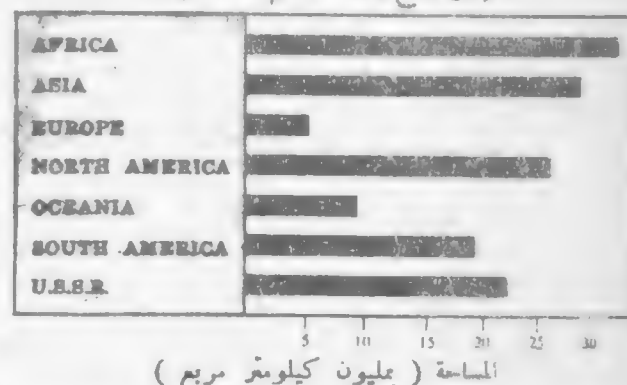 AFRICA
ASIA
EUROPE
NORTH AMERICA
OCEANIA
SOUTH AMERICA
U.S.S.R.
5 10 15 20 25 30
المساحة ( بمليون كيلومتر مربع )